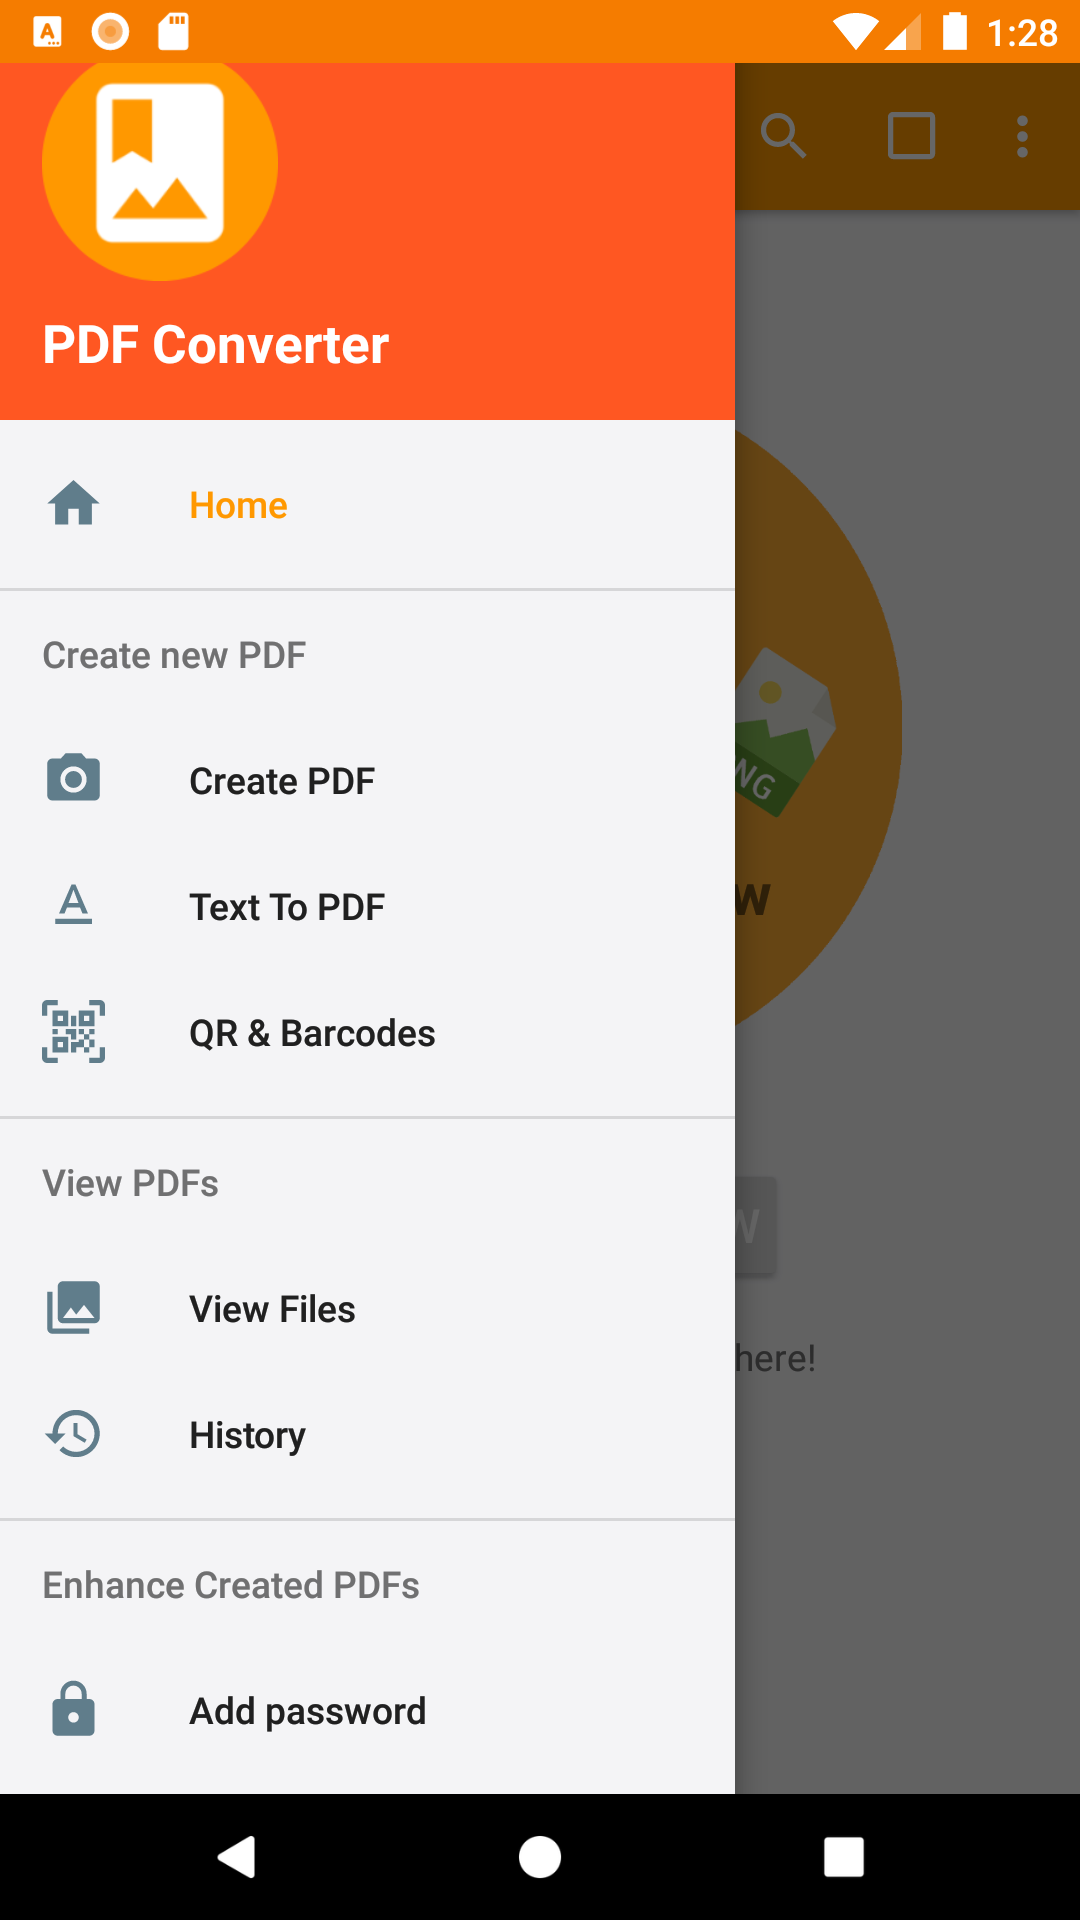 1:28
PDF Converter
Home
Create new PDF
Create PDF
Text To PDF
QR & Barcodes
View PDFs
View Files
History
Enhance Created PDFs
Add password
NG
W
W
here!